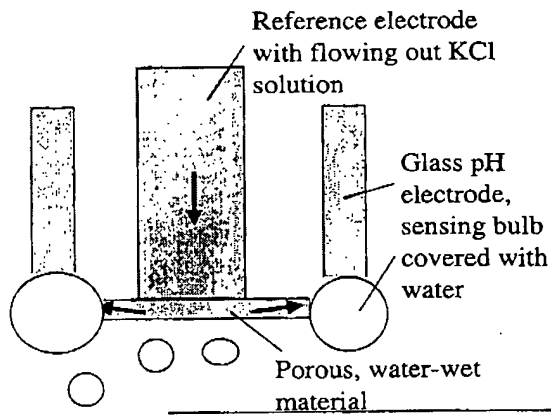 Reference electrode
with flowing out KCl
solution
Glass pH
electrode,
sensing bulb
covered with
water
Porous, water-wet
material